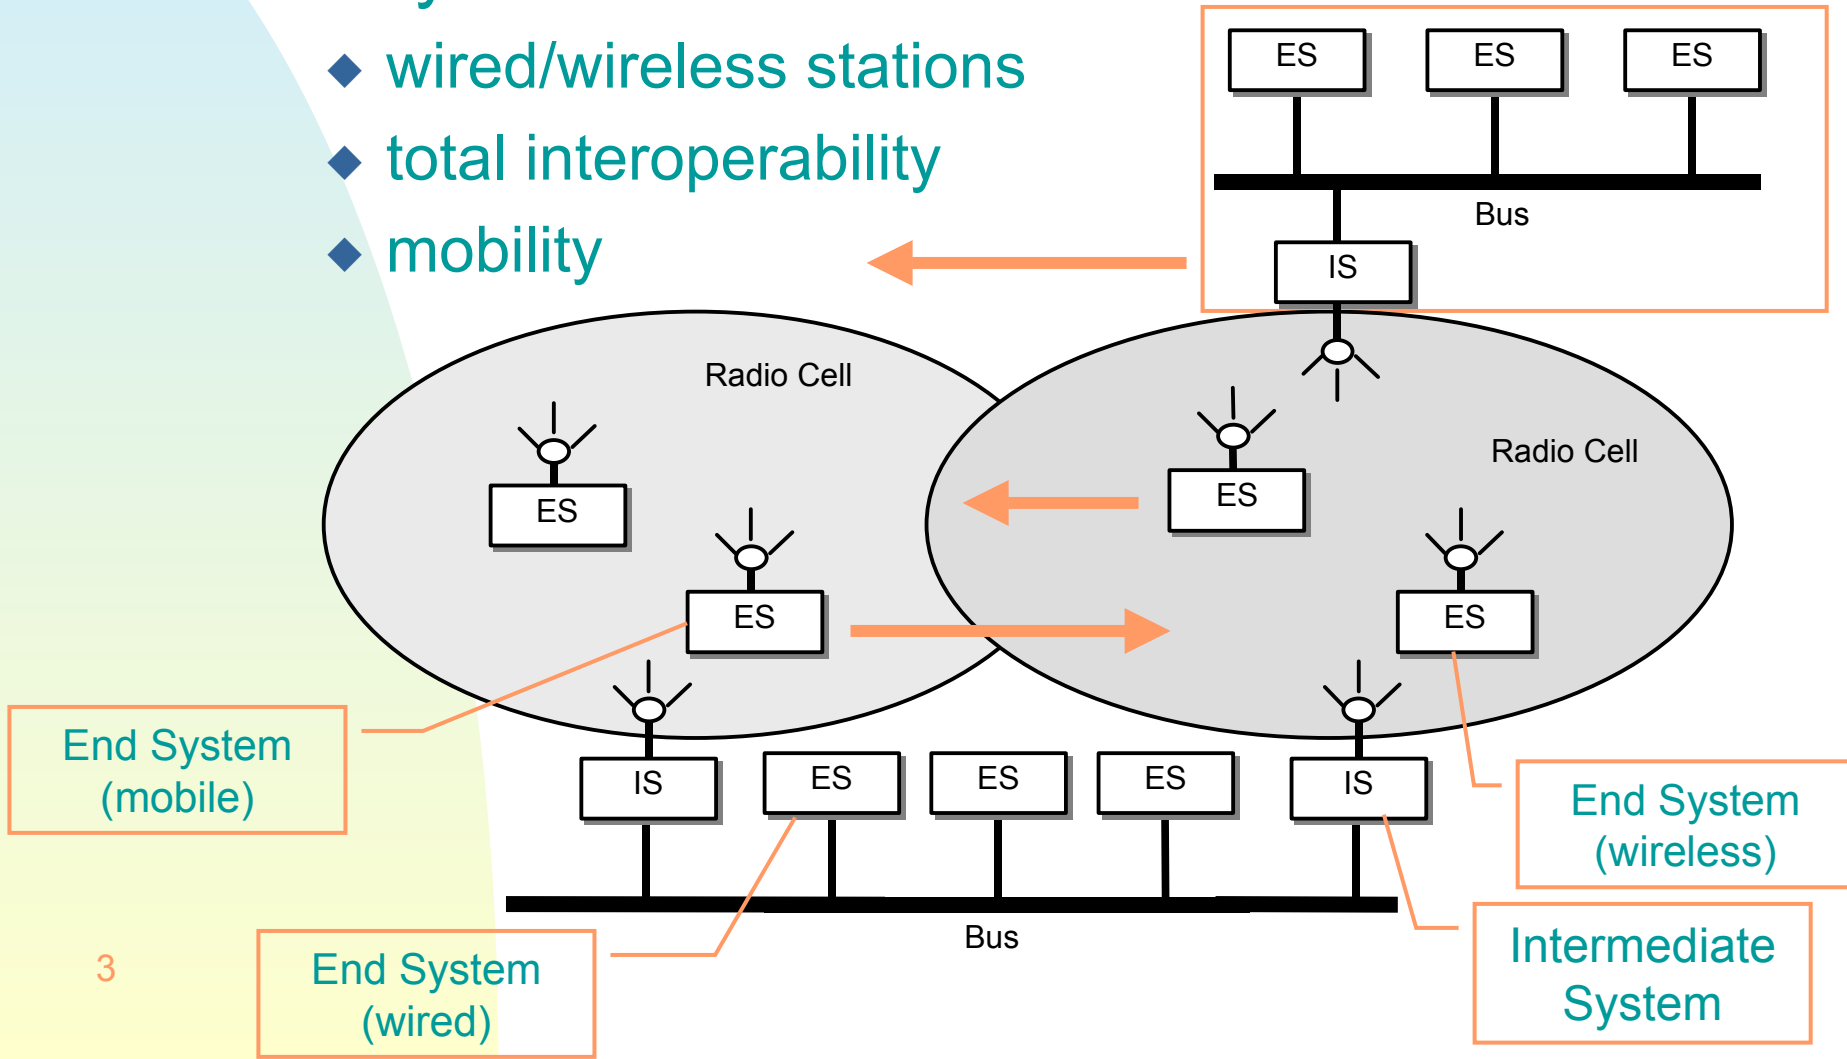 wired/wireless stations
total interoperability
mobility
ES ES ES
Bus
IS
Radio Cell
Radio Cell
ES
ES
ES
ES
End System
(mobile)
IS ES ES ES IS
End System
(wireless)
Bus
Intermediate
System
End System
(wired)
3